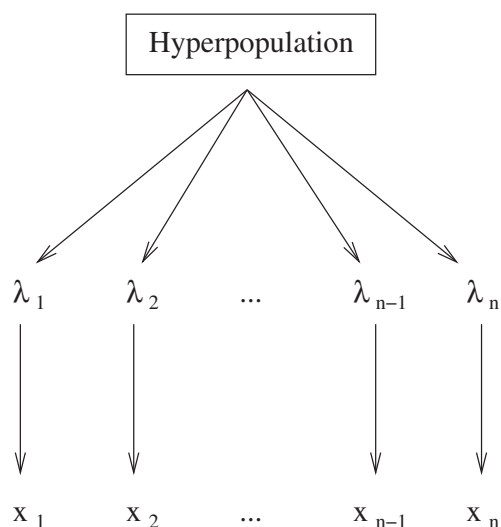 Hyperpopulation
λ 1 λ 2 ... λ n−1 λ n
x 1 x 2 ... x n−1 x n